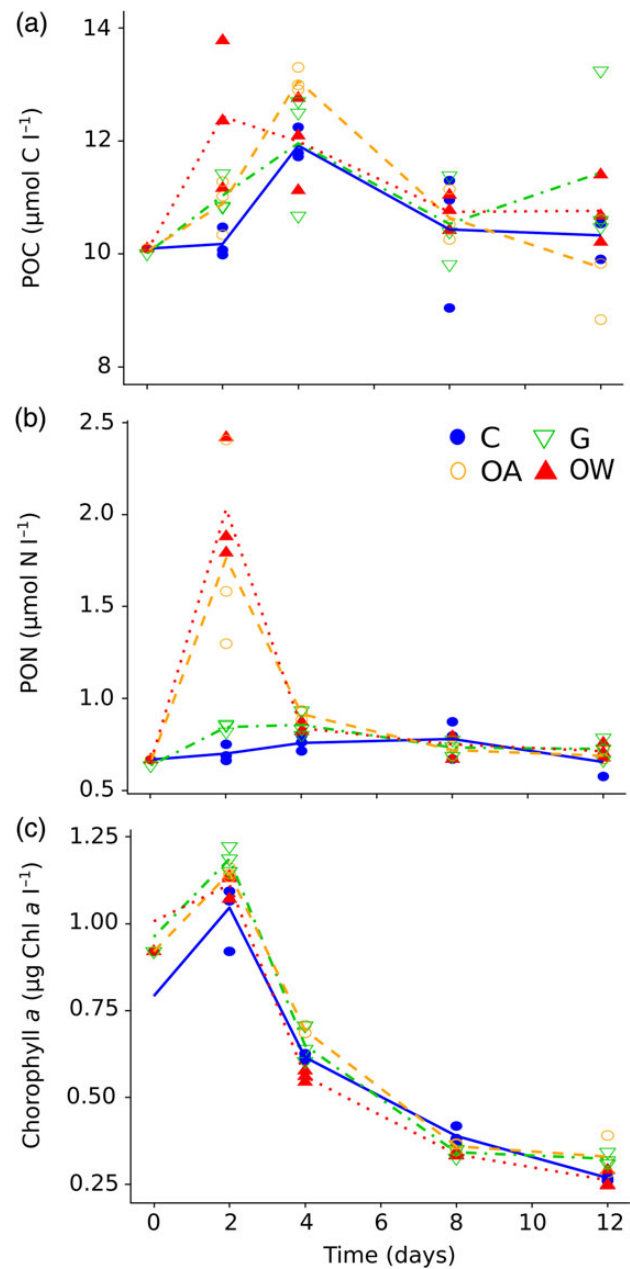 (a)
14
12
10
8
POC (µmol C l⁻¹)
(b)
2.5
2.0
1.5
1.0
0.5
PON (µmol N l⁻¹)
C
G
OA
OW
(c)
1.25
1.00
0.75
0.50
0.25
Chorophyll a (µg Chl a l⁻¹)
0 2 4 6 8 10 12
Time (days)